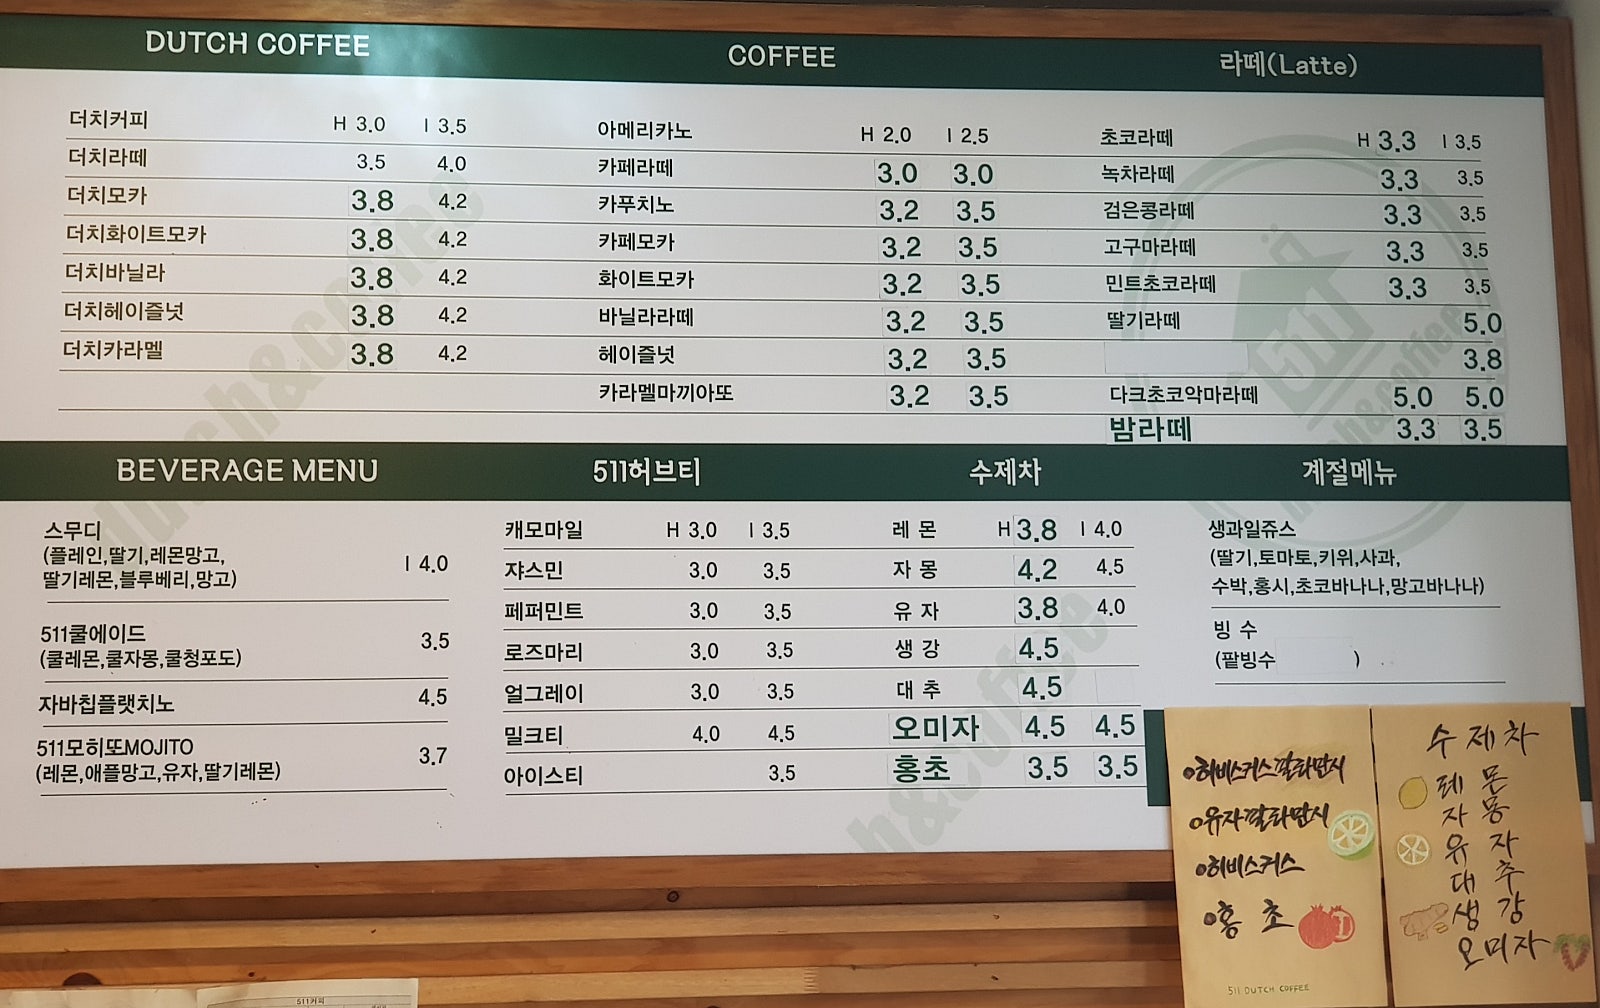 DUTCH COFFEE
더치커피 H 3.0 I 3.5
더치라떼 3.5 4.0
더치모카 3.8 4.2
더치화이트모카 3.8 4.2
더치바닐라 3.8 4.2
더치헤이즐넛 3.8 4.2
더치카라멜 3.8 4.2
COFFEE
아메리카노 H 2.0 I 2.5
카페라떼 3.0 3.0
카푸치노 3.2 3.5
카페모카 3.2 3.5
화이트모카 3.2 3.5
바닐라라떼 3.2 3.5
헤이즐넛 3.2 3.5
카라멜마끼아또 3.2 3.5
라떼(Latte)
초코라떼 H 3.3 I 3.5
녹차라떼 3.3 3.5
검은콩라떼 3.3 3.5
고구마라떼 3.3 3.5
민트초코라떼 3.3 3.5
딸기라떼 5.0
3.8
다크초코악마라떼 5.0 5.0
밤라떼 3.3 3.5
BEVERAGE MENU
스무디
(플레인,딸기,레몬망고,
딸기레몬,블루베리,망고) I 4.0
511쿨에이드
(쿨레몬,쿨자몽,쿨청포도) 3.5
자바칩플랫치노 4.5
511모히또MOJITO
(레몬,애플망고,유자,딸기레몬) 3.7
511허브티
캐모마일 H 3.0 I 3.5
쟈스민 3.0 3.5
페퍼민트 3.0 3.5
로즈마리 3.0 3.5
얼그레이 3.0 3.5
밀크티 4.0 4.5
아이스티 3.5
수제차
레 몬 H 3.8 I 4.0
자 몽 4.2 4.5
유 자 3.8 4.0
생 강 4.5
대 추 4.5
오미자 4.5 4.5
홍초 3.5 3.5
계절메뉴
생과일쥬스
(딸기,토마토,키위,사과,
수박,홍시,초코바나나,망고바나나)
빙 수
(팥빙수 )
511
dutch&coffee
•히비스커스깔라만시
•유자깔라만시
•히비스커스
•홍 초
511 DUTCH COFFEE
수제차
레 몬
자 몽
유 자
대 추
생 강
오미자
511커피